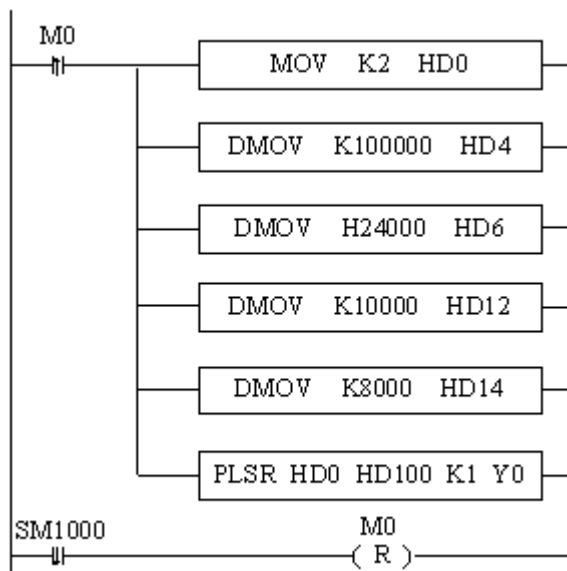 M0
MOV K2 HD0
DMOV K100000 HD4
DMOV H24000 HD6
DMOV K10000 HD12
DMOV K8000 HD14
PLSR HD0 HD100 K1 Y0
SM1000
M0
( R )